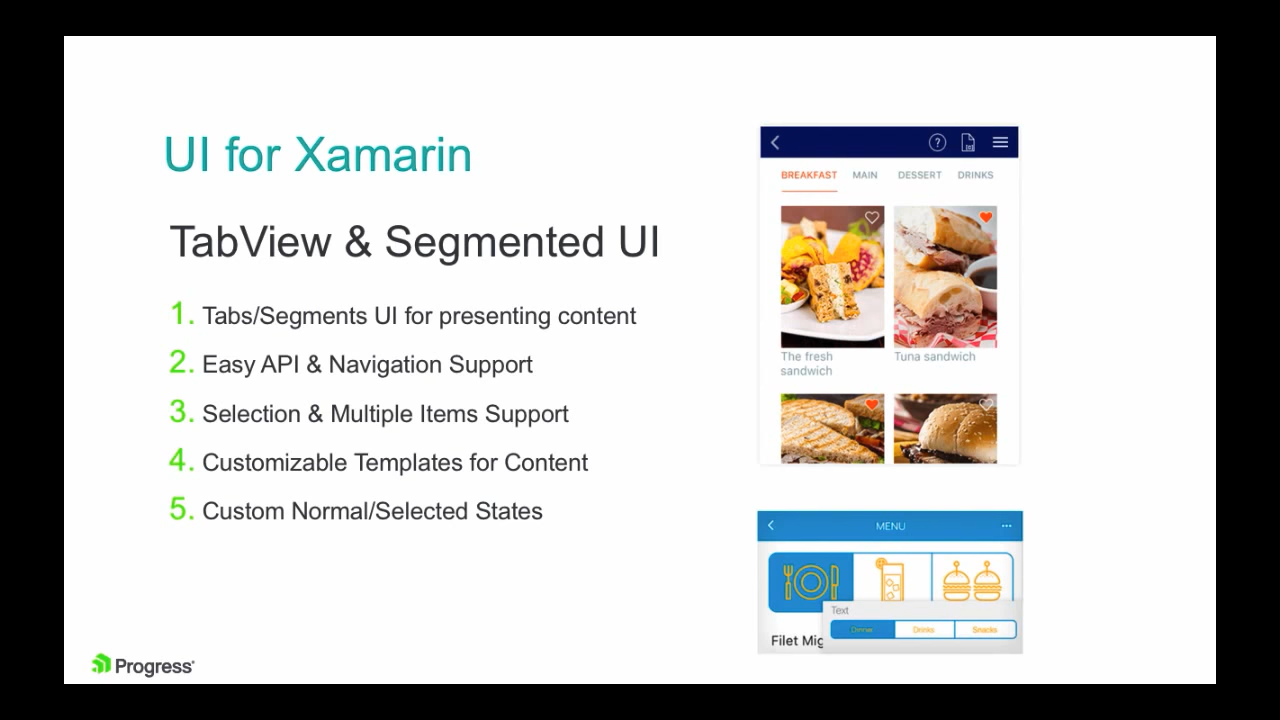 UI for Xamarin
TabView & Segmented UI
1. Tabs/Segments UI for presenting content
2. Easy API & Navigation Support
3. Selection & Multiple Items Support
4. Customizable Templates for Content
5. Custom Normal/Selected States
BREAKFAST MAIN DESSERT DRINKS
The fresh
sandwich
Tuna sandwich
MENU
Text
Dinner Drinks Snacks
Filet Mig
Progress